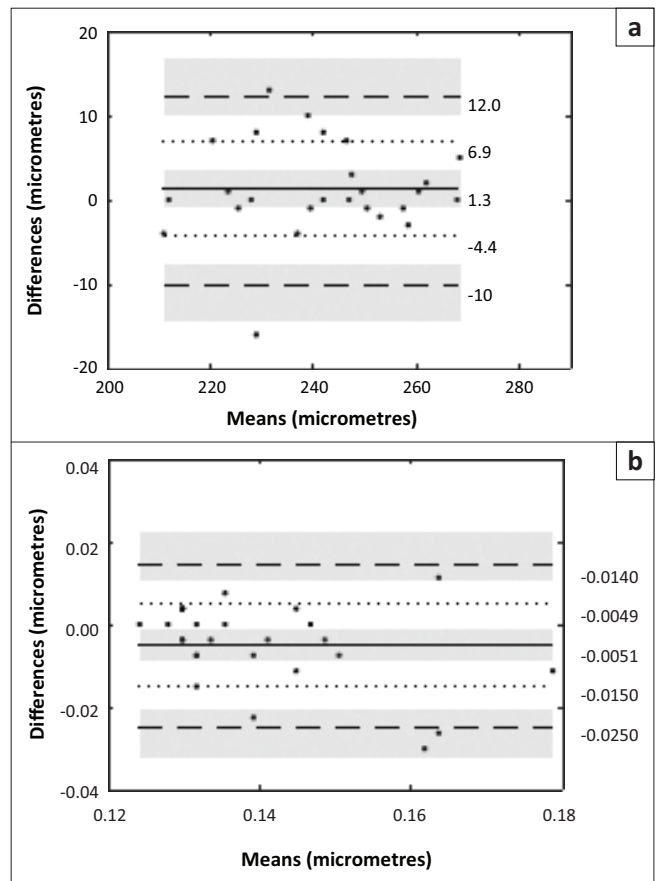 a
20
10
0
-10
-20
Differences (micrometres)
12.0
6.9
1.3
-4.4
-10
200 220 240 260 280
Means (micrometres)
b
0.04
0.02
0.00
-0.02
-0.04
Differences (micrometres)
-0.0140
-0.0049
-0.0051
-0.0150
-0.0250
0.12 0.14 0.16 0.18
Means (micrometres)